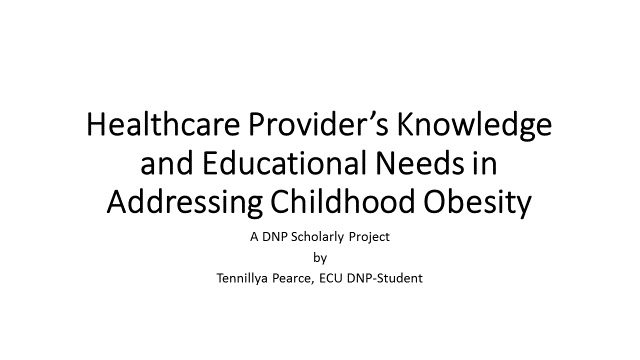 Healthcare Provider’s Knowledge
and Educational Needs in
Addressing Childhood Obesity
A DNP Scholarly Project
by
Tennillya Pearce, ECU DNP-Student